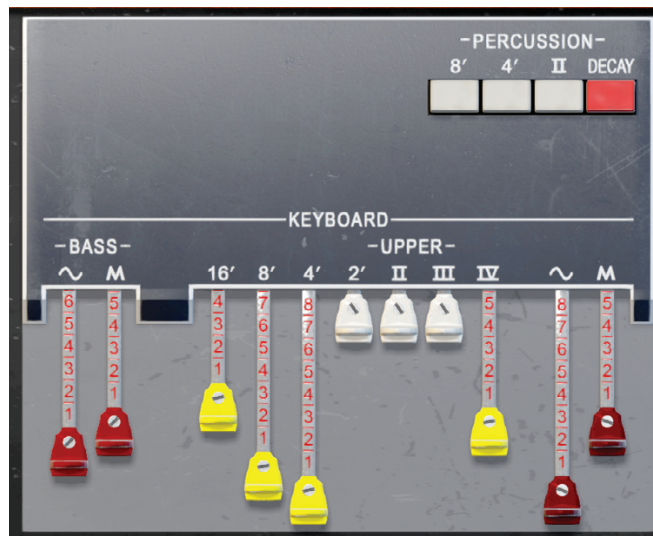 -PERCUSSION-
8′ 4′ II DECAY
KEYBOARD
-BASS- -UPPER-
∿ M 16′ 8′ 4′ 2′ II III IV ∿ M
6 5 4 7 8 5 8 5
5 4 3 6 7 4 7 4
4 3 2 5 6 3 6 3
3 2 1 4 5 2 5 2
2 1 3 4 1 4 1
1 2 3 3
1 2 2
1 1